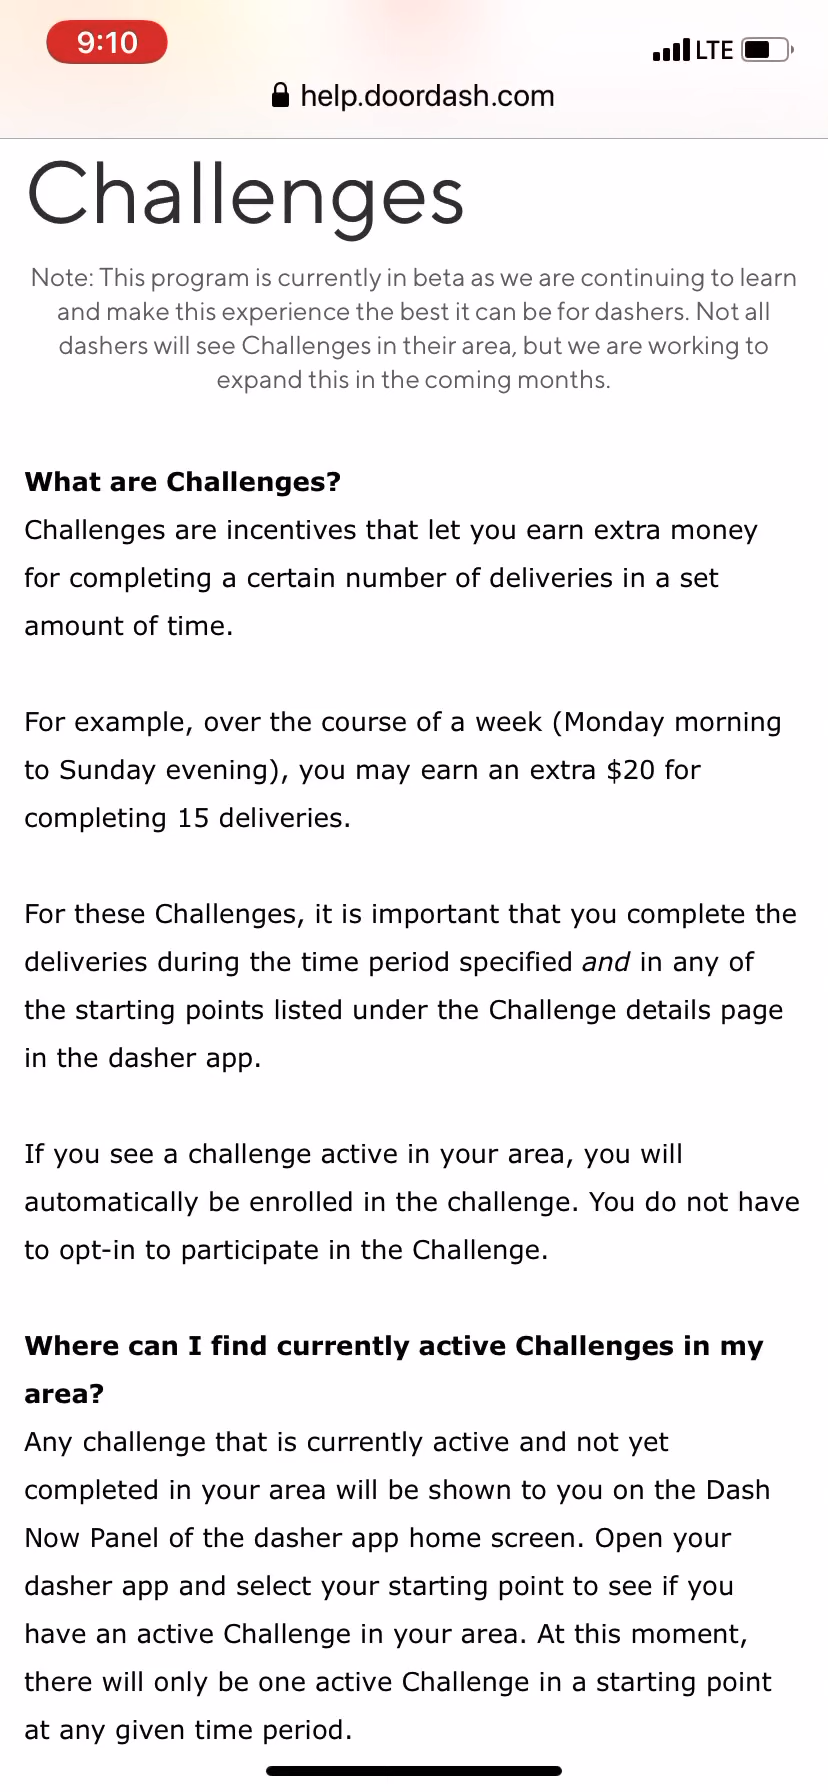 9:10
LTE
help.doordash.com
Challenges
Note: This program is currently in beta as we are continuing to learn
and make this experience the best it can be for dashers. Not all
dashers will see Challenges in their area, but we are working to
expand this in the coming months.
What are Challenges?
Challenges are incentives that let you earn extra money
for completing a certain number of deliveries in a set
amount of time.
For example, over the course of a week (Monday morning
to Sunday evening), you may earn an extra $20 for
completing 15 deliveries.
For these Challenges, it is important that you complete the
deliveries during the time period specified and in any of
the starting points listed under the Challenge details page
in the dasher app.
If you see a challenge active in your area, you will
automatically be enrolled in the challenge. You do not have
to opt-in to participate in the Challenge.
Where can I find currently active Challenges in my
area?
Any challenge that is currently active and not yet
completed in your area will be shown to you on the Dash
Now Panel of the dasher app home screen. Open your
dasher app and select your starting point to see if you
have an active Challenge in your area. At this moment,
there will only be one active Challenge in a starting point
at any given time period.